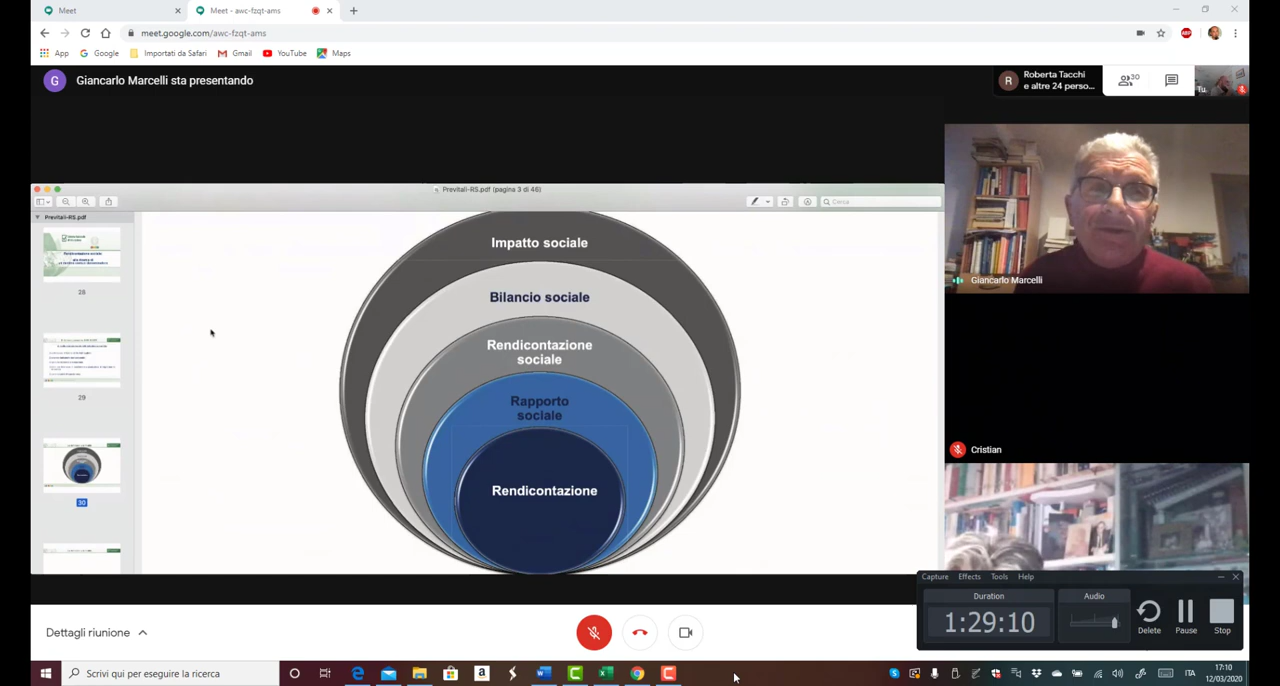 Meet
Meet - awc-fzqt-ams
meet.google.com/awc-fzqt-ams
ABP
App
Google
Importati da Safari
Gmail
YouTube
Maps
G
Giancarlo Marcelli sta presentando
R
Roberta Tacchi
e altre 24 perso...
30
Tu
Previtali-RS.pdf (pagina 3 di 46)
Cerca
Previtali-RS.pdf
28
29
30
Impatto sociale
Bilancio sociale
Rendicontazione
sociale
Rapporto
sociale
Rendicontazione
Giancarlo Marcelli
Cristian
Capture
Effects
Tools
Help
Duration
Audio
1:29:10
Delete
Pause
Stop
Dettagli riunione
Scrivi qui per eseguire la ricerca
ITA
17:10
12/03/2020